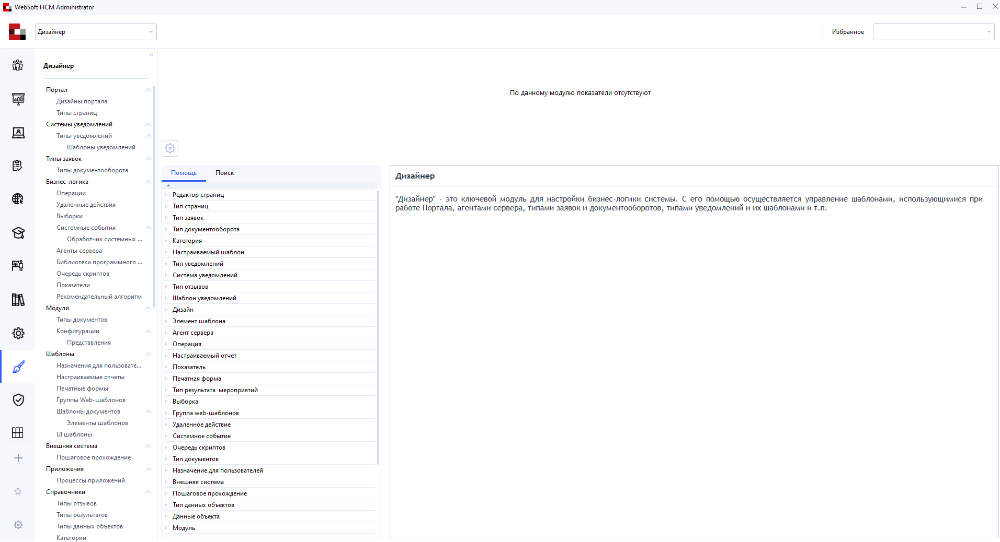 WebSoft HCM Administrator
Дизайнер
Избранное
Дизайнер
Портал
Дизайны портала
Типы страниц
Системы уведомлений
Типы уведомлений
Шаблоны уведомлений
Типы заявок
Типы документооборота
Бизнес-логика
Операции
Удаленные действия
Выборки
Системные события
Обработчик системных ...
Агенты сервера
Библиотеки программного ...
Очередь скриптов
Показатели
Рекомендательный алгоритм
Модули
Типы документов
Конфигурации
Представления
Шаблоны
Назначения для пользовате...
Настраиваемые отчеты
Печатные формы
Группы Web-шаблонов
Шаблоны документов
Элементы шаблонов
UI шаблоны
Внешняя система
Пошаговое прохождение
Приложения
Процессы приложений
Справочники
Типы отзывов
Типы результатов
Типы данных объектов
Категории
По данному модулю показатели отсутствуют
Помощь
Поиск
Редактор страниц
Тип страниц
Тип заявок
Тип документооборота
Категория
Настраиваемый шаблон
Тип уведомлений
Система уведомлений
Тип отзывов
Шаблон уведомлений
Дизайн
Элемент шаблона
Агент сервера
Операция
Настраиваемый отчет
Показатель
Печатная форма
Тип результата мероприятий
Выборка
Группа web-шаблонов
Удаленное действие
Системное событие
Очередь скриптов
Тип документов
Назначение для пользователей
Внешняя система
Пошаговое прохождение
Тип данных объектов
Данные объекта
Модуль
Дизайнер
"Дизайнер" - это ключевой модуль для настройки бизнес-логики системы. С его помощью осуществляется управление шаблонами, использующимися при
работе Портала, агентами сервера, типами заявок и документооборотов, типами уведомлений и их шаблонами и т.п.